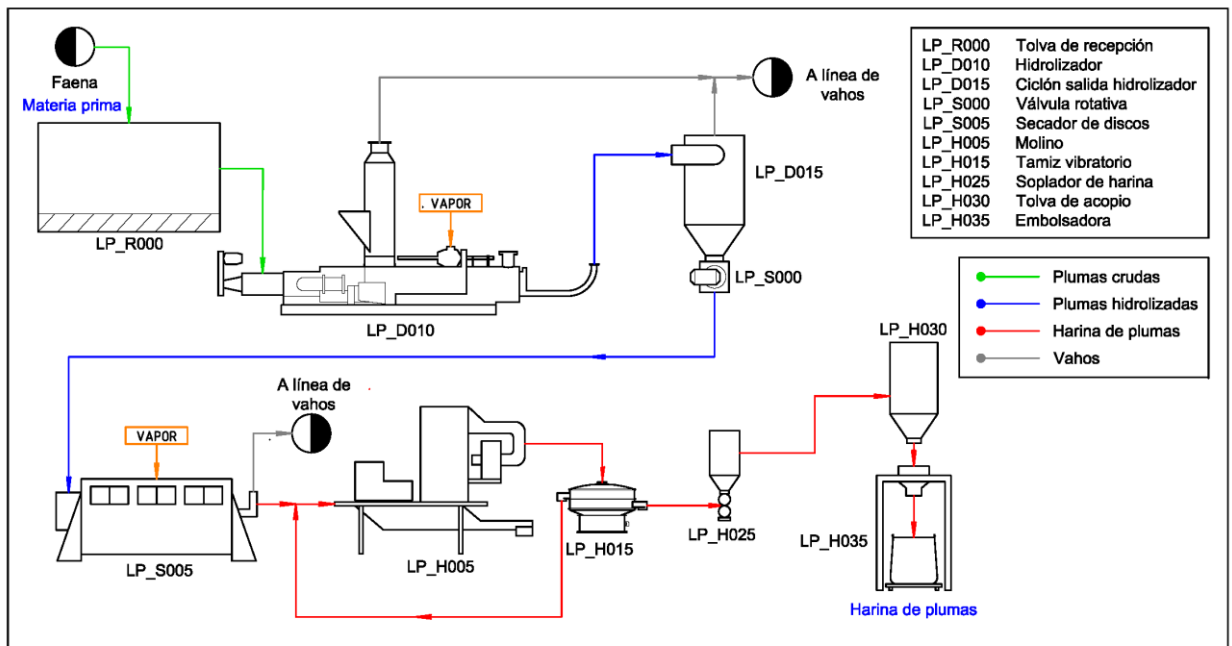 Faena
Materia prima
LP_R000
VAPOR
LP_D010
A línea de
vahos
LP_D015
LP_S000
LP_R000 Tolva de recepción
LP_D010 Hidrolizador
LP_D015 Ciclón salida hidrolizador
LP_S000 Válvula rotativa
LP_S005 Secador de discos
LP_H005 Molino
LP_H015 Tamiz vibratorio
LP_H025 Soplador de harina
LP_H030 Tolva de acopio
LP_H035 Embolsadora
Plumas crudas
Plumas hidrolizadas
Harina de plumas
Vahos
VAPOR
LP_S005
A línea de
vahos
LP_H005
LP_H015
LP_H025
LP_H030
LP_H035
Harina de plumas